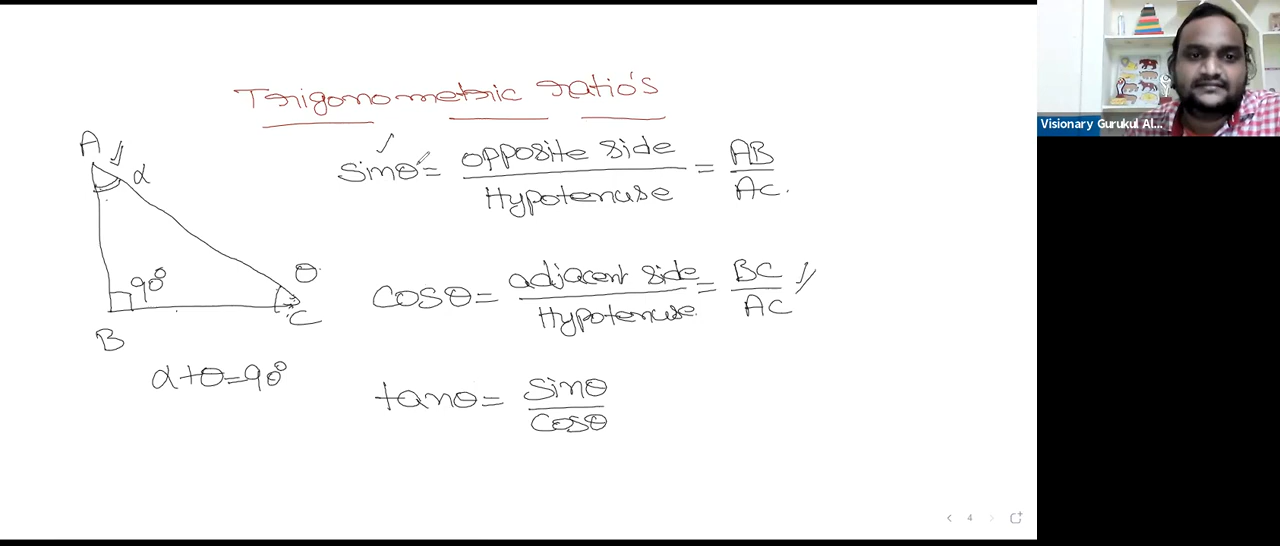 Trigonometric ratio's
A
α
sinθ = opposite side / Hypotenuse = AB / AC.
90°
θ
cosθ = adjacent side / Hypotenuse = BC / AC
B
C
α+θ=90°
tanθ = sinθ / cosθ
Visionary Gurukul Al...
4